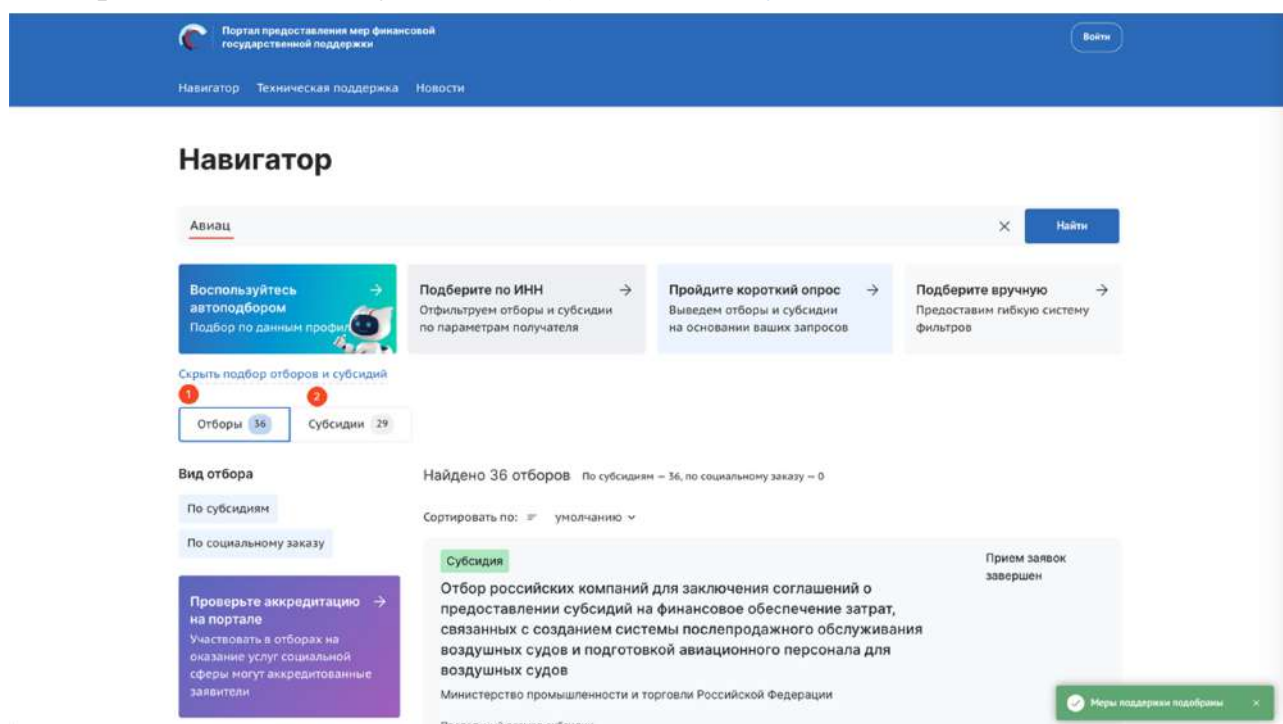 Портал предоставления мер финансовой
государственной поддержки
Войти
Навигатор Техническая поддержка Новости
Навигатор
Авиац
Найти
Воспользуйтесь
автоподбором
Подбор по данным профил
Подберите по ИНН
Отфильтруем отборы и субсидии
по параметрам получателя
Пройдите короткий опрос
Выведем отборы и субсидии
на основании ваших запросов
Подберите вручную
Предоставим гибкую систему
фильтров
Скрыть подбор отборов и субсидий
1 2
Отборы 36 Субсидии 29
Вид отбора
По субсидиям
По социальному заказу
Проверьте аккредитацию
на портале
Участвовать в отборах на
оказание услуг социальной
сферы могут аккредитованные
заявители
Найдено 36 отборов По субсидиям – 36, по социальному заказу – 0
Сортировать по: умолчанию
Субсидия
Прием заявок
завершен
Отбор российских компаний для заключения соглашений о
предоставлении субсидий на финансовое обеспечение затрат,
связанных с созданием системы послепродажного обслуживания
воздушных судов и подготовкой авиационного персонала для
воздушных судов
Министерство промышленности и торговли Российской Федерации
Меры поддержки подобраны